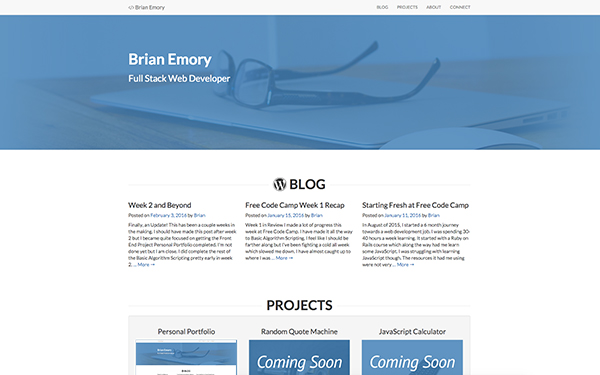 </> Brian Emory
BLOG PROJECTS ABOUT CONNECT
Brian Emory
Full Stack Web Developer
BLOG
Week 2 and Beyond
Posted on February 3, 2016 by Brian
Finally, an Update! This has been a couple weeks
in the making. I should have made this post after week
2 but I became quite focused on getting the Front
End Project Personal Portfolio completed. I'm not
done yet but I am close. I did complete the rest of
the Basic Algorithm Scripting pretty early in week
2. ... More →
Free Code Camp Week 1 Recap
Posted on January 15, 2016 by Brian
Week 1 in Review I made a lot of progress this
week at Free Code Camp. I have made it all the way
to Basic Algorithm Scripting. I feel like I should be
farther along but I've been fighting a cold all week
which slowed me down. I have almost caught up to
where I was ... More →
Starting Fresh at Free Code Camp
Posted on January 11, 2016 by Brian
In August of 2015, I started a 6 month journey
towards a web development job. I was spending 30-
40 hours a week learning. It started with a Ruby on
Rails course which along the way had me learn
some JavaScript. I was struggling with learning
JavaScript though. The resources it had me using
were not very ... More →
PROJECTS
Personal Portfolio
Brian Emory
Random Quote Machine
Coming Soon
JavaScript Calculator
Coming Soon